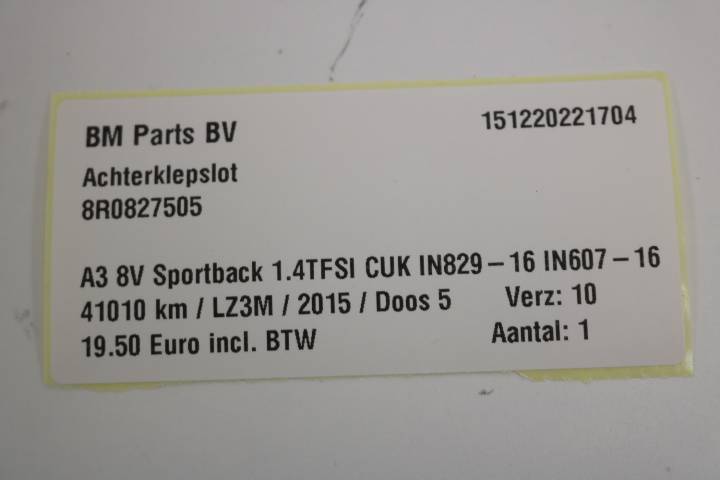 BM Parts BV 151220221704
Achterklepslot
8R0827505
A3 8V Sportback 1.4TFSI CUK IN829-16 IN607-16
41010 km / LZ3M / 2015 / Doos 5 Verz: 10
19.50 Euro incl. BTW Aantal: 1